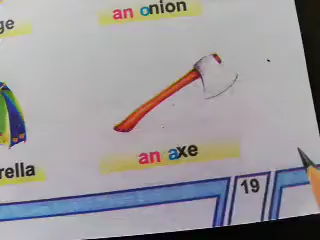 an onion
ge
an axe
rella
19